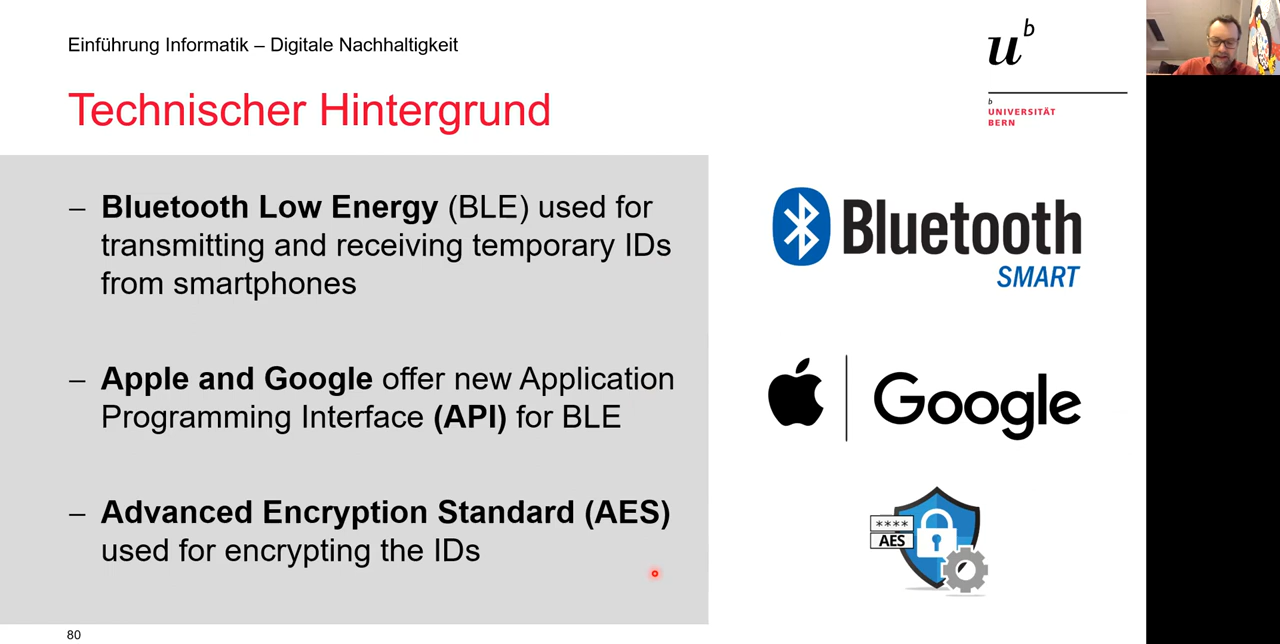 Einführung Informatik – Digitale Nachhaltigkeit
u^b
Technischer Hintergrund
b
UNIVERSITÄT
BERN
– Bluetooth Low Energy (BLE) used for
transmitting and receiving temporary IDs
from smartphones
Bluetooth
SMART
– Apple and Google offer new Application
Programming Interface (API) for BLE
Google
– Advanced Encryption Standard (AES)
used for encrypting the IDs
****
AES
80